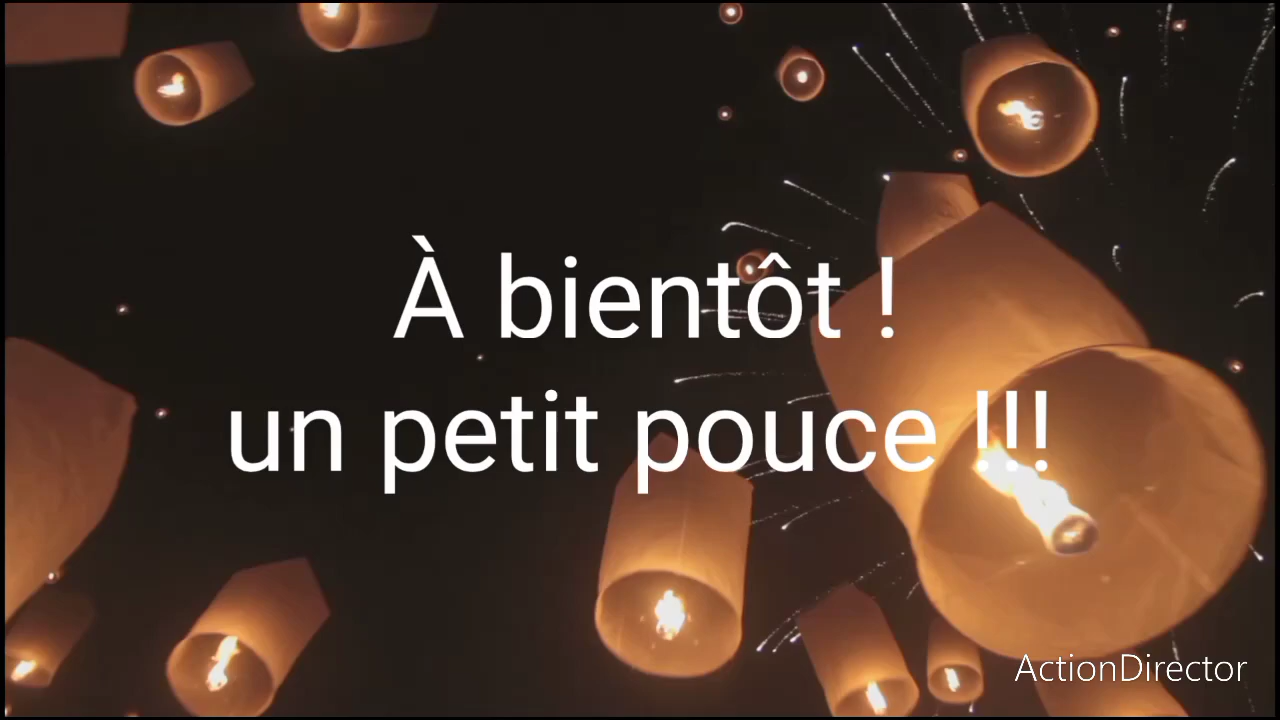 À bientôt !
un petit pouce !!!
ActionDirector